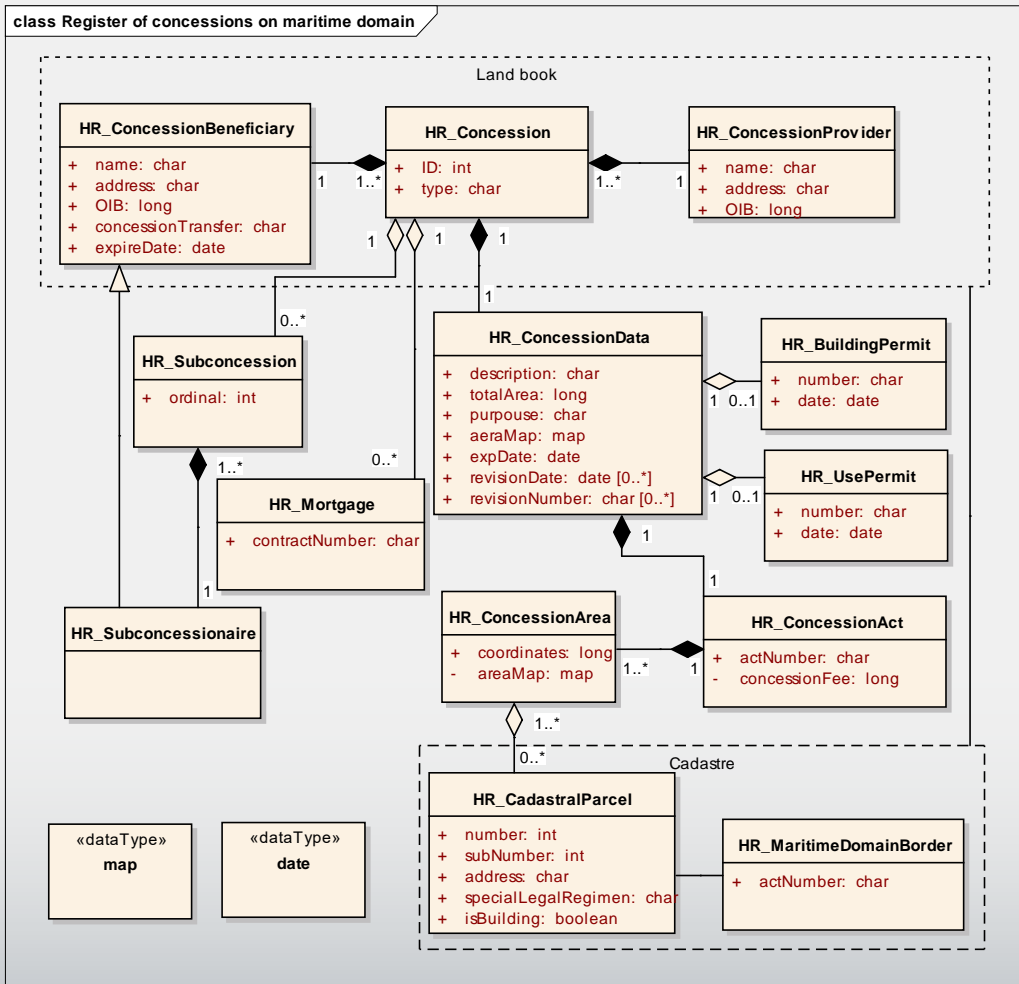 class Register of concessions on maritime domain
Land book
HR_ConcessionBeneficiary
+ name: char
+ address: char
+ OIB: long
+ concessionTransfer: char
+ expireDate: date
HR_Concession
+ ID: int
+ type: char
HR_ConcessionProvider
+ name: char
+ address: char
+ OIB: long
1
1..*
1..*
1
1
1
1
0..*
1
HR_Subconcession
+ ordinal: int
HR_ConcessionData
+ description: char
+ totalArea: long
+ purpouse: char
+ aeraMap: map
+ expDate: date
+ revisionDate: date [0..*]
+ revisionNumber: char [0..*]
HR_BuildingPermit
+ number: char
+ date: date
1 0..1
HR_UsePermit
+ number: char
+ date: date
1 0..1
1..*
0..*
HR_Mortgage
+ contractNumber: char
1
1
1
HR_Subconcessionaire
HR_ConcessionArea
+ coordinates: long
- areaMap: map
HR_ConcessionAct
+ actNumber: char
- concessionFee: long
1..*
1
1..*
0..*
Cadastre
HR_CadastralParcel
+ number: int
+ subNumber: int
+ address: char
+ specialLegalRegimen: char
+ isBuilding: boolean
HR_MaritimeDomainBorder
+ actNumber: char
«dataType»
map
«dataType»
date